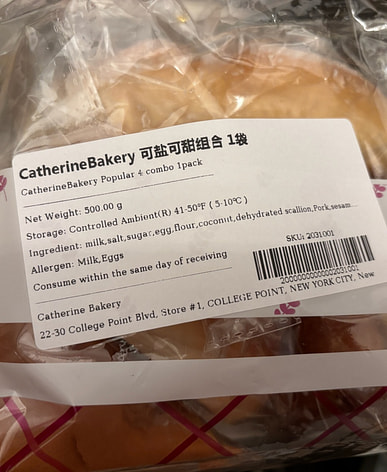 CatherineBakery 可盐可甜组合 1袋
CatherineBakery Popular 4 combo 1pack
Net Weight: 500.00 g
Storage: Controlled Ambient(R) 41-50°F ( 5-10°C )
Ingredient: milk,salt,sugar,egg,flour,coconut,dehydrated scallion,Pork,sesam...
Allergen: Milk,Eggs
Consume within the same day of receiving
SKU: 2031001
Catherine Bakery
22-30 College Point Blvd, Store #1, COLLEGE POINT, NEW YORK CITY, New